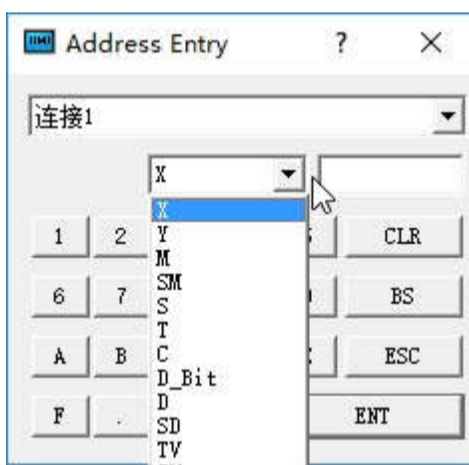 Address Entry ? ×
连接1
X
X
Y
M
SM
S
T
C
D_Bit
D
SD
TV
1 2 CLR
6 7 BS
A B ESC
F . ENT